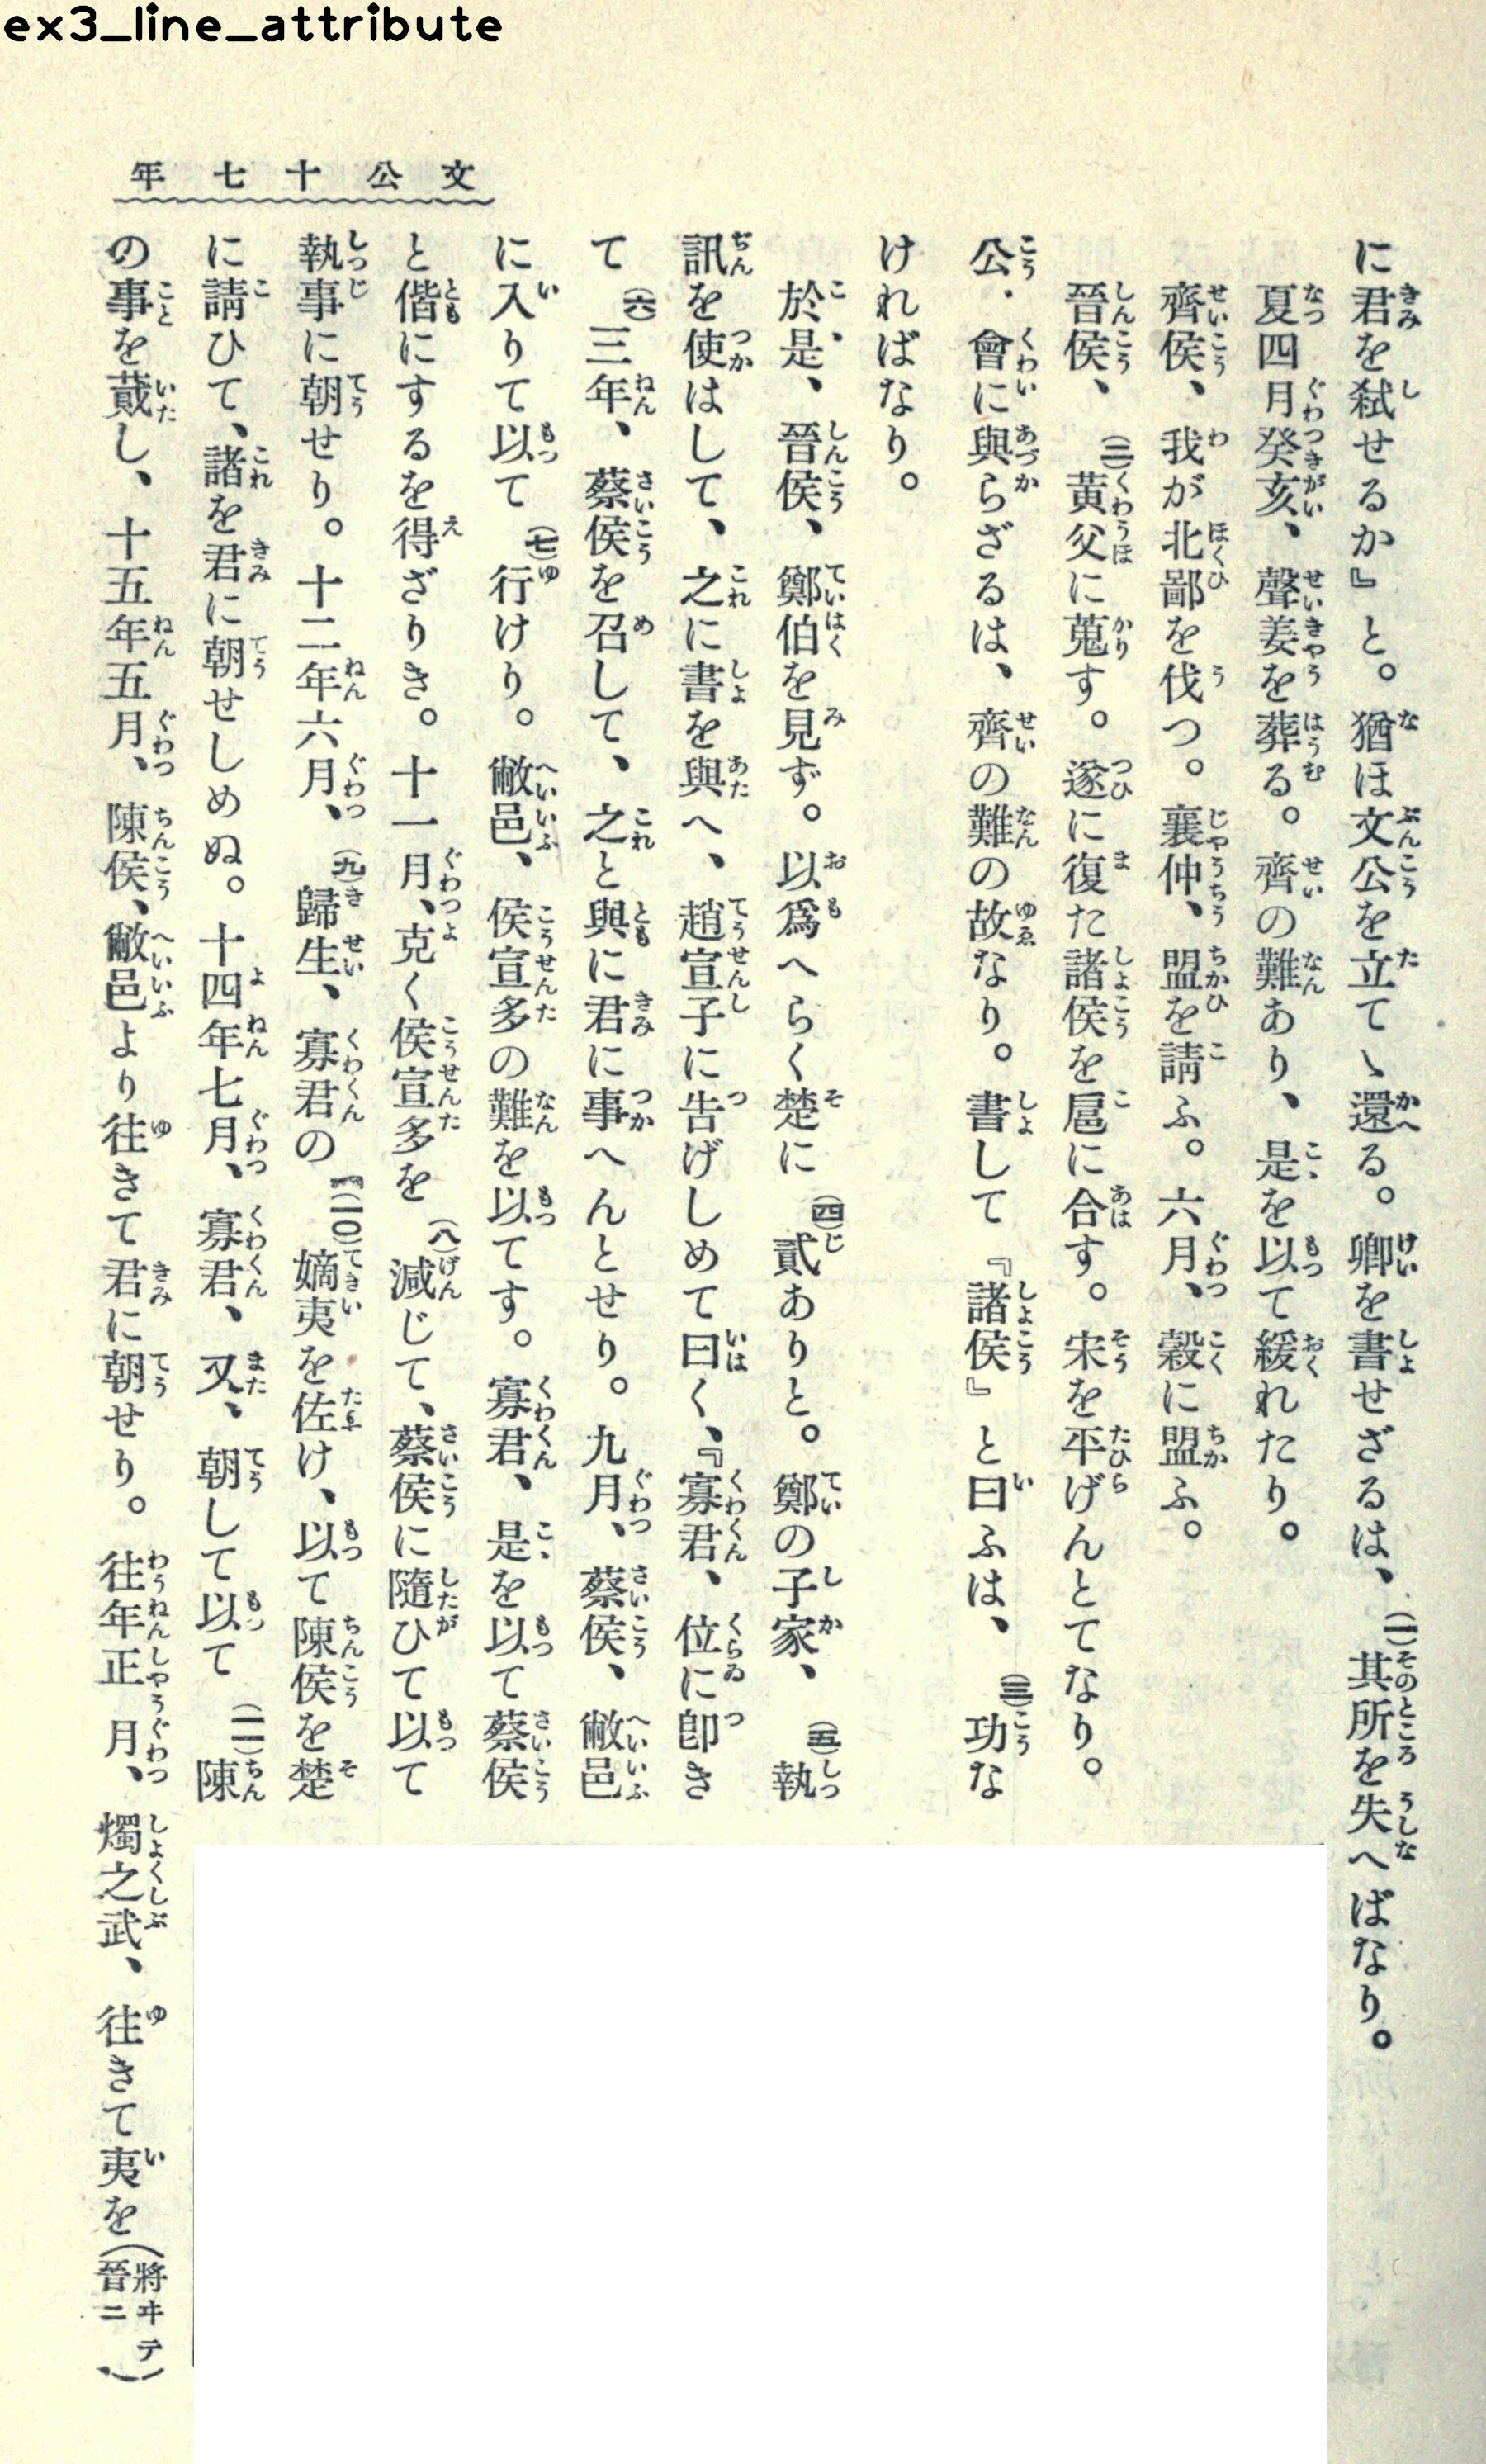 ex3_line_attribute
文公十七年
に君を弑せるか』と。猶ほ文公を立てゝ還る。卿を書せざるは、(一)其所を失へばなり。
夏四月癸亥、聲姜を葬る。齊の難あり、是を以て緩れたり。
齊侯、我が北鄙を伐つ。襄仲、盟を請ふ。六月、穀に盟ふ。
晉侯、(二)黃父に蒐す。遂に復た諸侯を扈に合す。宋を平げんとてなり。
公・會に與らざるは、齊の難の故なり。書して『諸侯』と曰ふは、(三)功な
ければなり。
於是、晉侯、鄭伯を見ず。以爲へらく楚に(四)貳ありと。鄭の子家、(五)執
訊を使はして、之に書を與へ、趙宣子に告げしめて曰く、『寡君、位に卽き
て(六)三年、蔡侯を召して、之と與に君に事へんとせり。九月、蔡侯、敝邑
に入りて以て(七)行けり。敝邑、侯宣多の難を以てす。寡君、是を以て蔡侯
と偕にするを得ざりき。十一月、克く侯宣多を(八)減じて、蔡侯に隨ひて以て
執事に朝せり。十二年六月、(九)歸生、寡君の『(一〇)嫡夷を佐け、以て陳侯を楚
に請ひて、諸を君に朝せしめぬ。十四年七月、寡君、又、朝して以て(一一)陳
の事を蕆し、十五年五月、陳侯、敝邑より往きて君に朝せり。往年正月、燭之武、往きて夷を(將ヰテ晉ニ、)